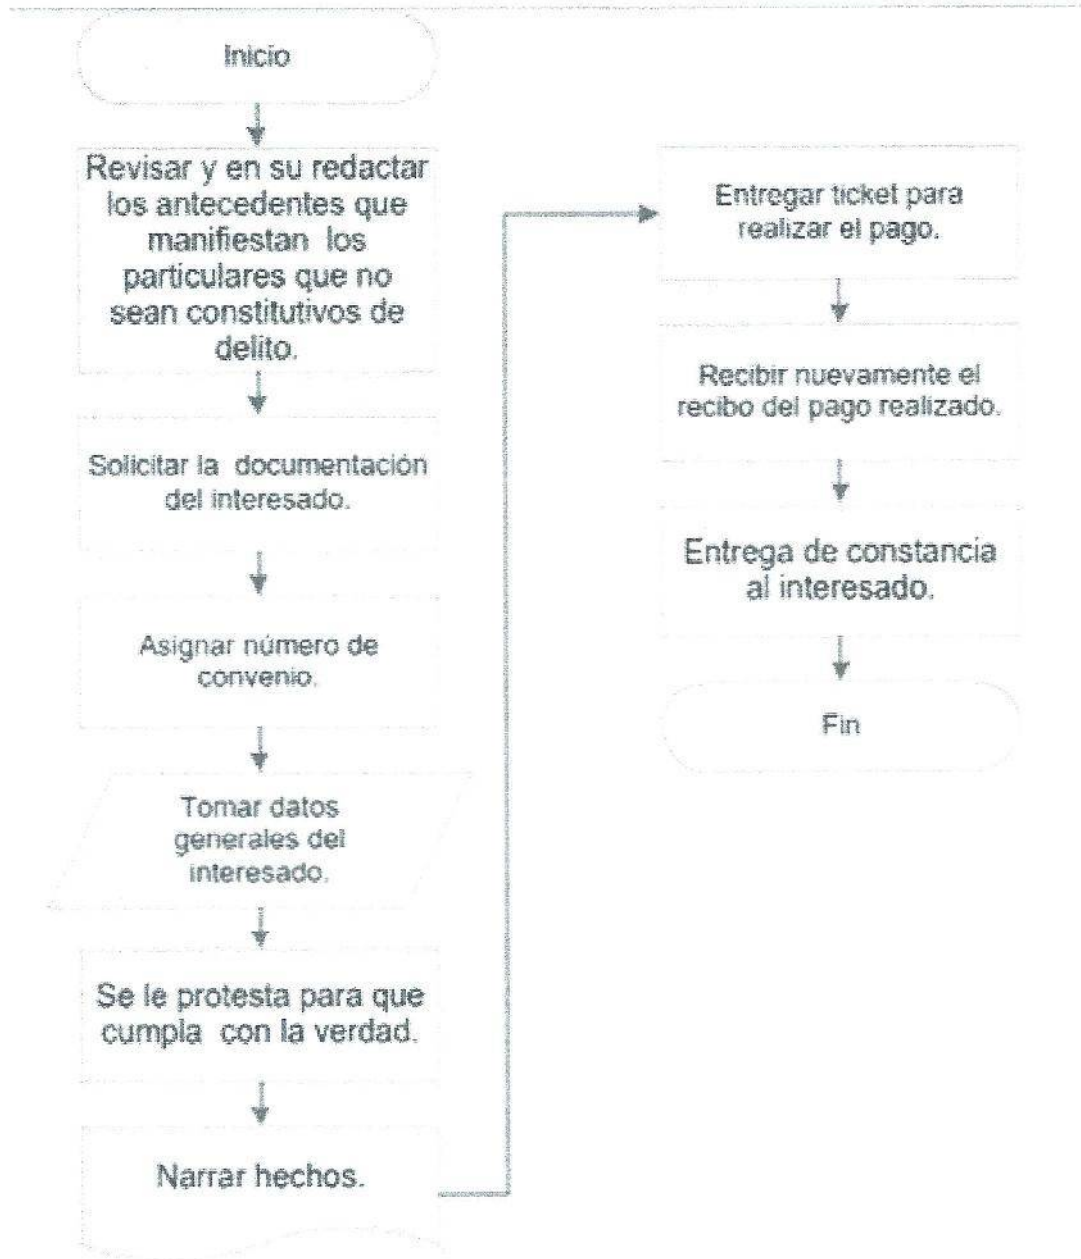 Inicio
Revisar y en su redactar
los antecedentes que
manifiestan los
particulares que no
sean constitutivos de
delito.
Solicitar la documentación
del interesado.
Asignar número de
convenio.
Tomar datos
generales del
interesado.
Se le protesta para que
cumpla con la verdad.
Narrar hechos.
Entregar ticket para
realizar el pago.
Recibir nuevamente el
recibo del pago realizado.
Entrega de constancia
al interesado.
Fin